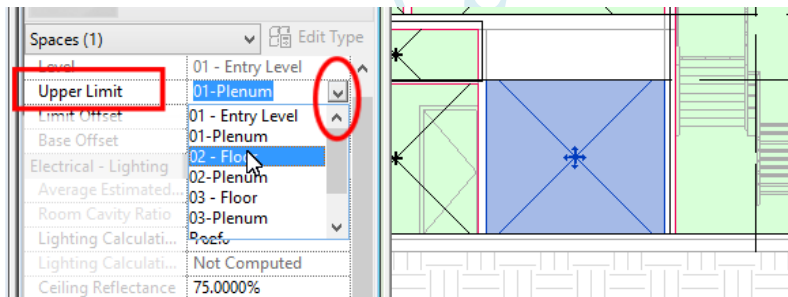 Spaces (1) Edit Type
Level 01 - Entry Level
Upper Limit 01-Plenum
Limit Offset 01 - Entry Level
Base Offset 01-Plenum
Electrical - Lighting 02 - Floor
Average Estimated... 02-Plenum
Room Cavity Ratio 03 - Floor
03-Plenum
Lighting Calculati...
Lighting Calculati... Not Computed
Ceiling Reflectance 75.0000%